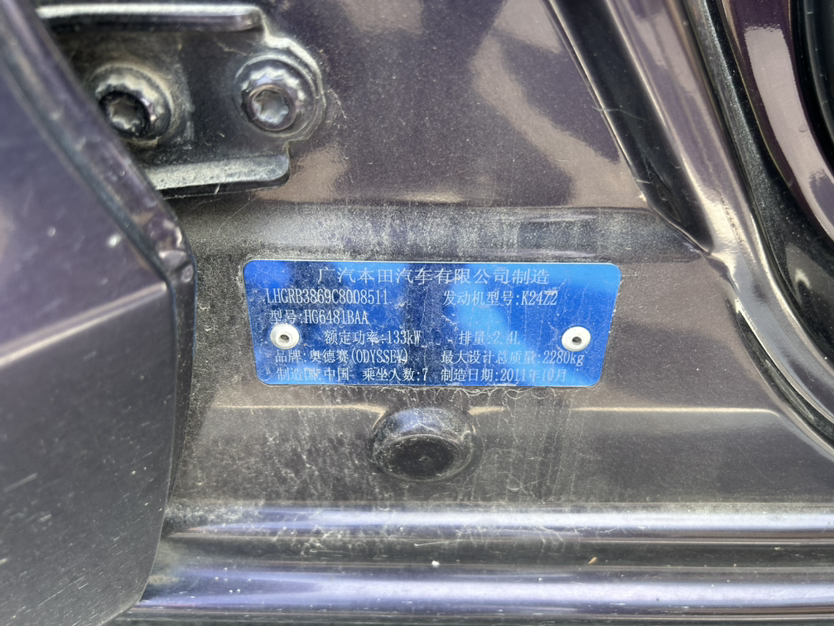 广汽本田汽车有限公司制造
LHGRB3869C8008511 发动机型号:K24Z2
型号:HG6481BAA
额定功率:133kW 排量:2.4L
品牌:奥德赛(ODYSSEY) 最大设计总质量:2280kg
制造国:中国 乘坐人数:7 制造日期:2011年10月